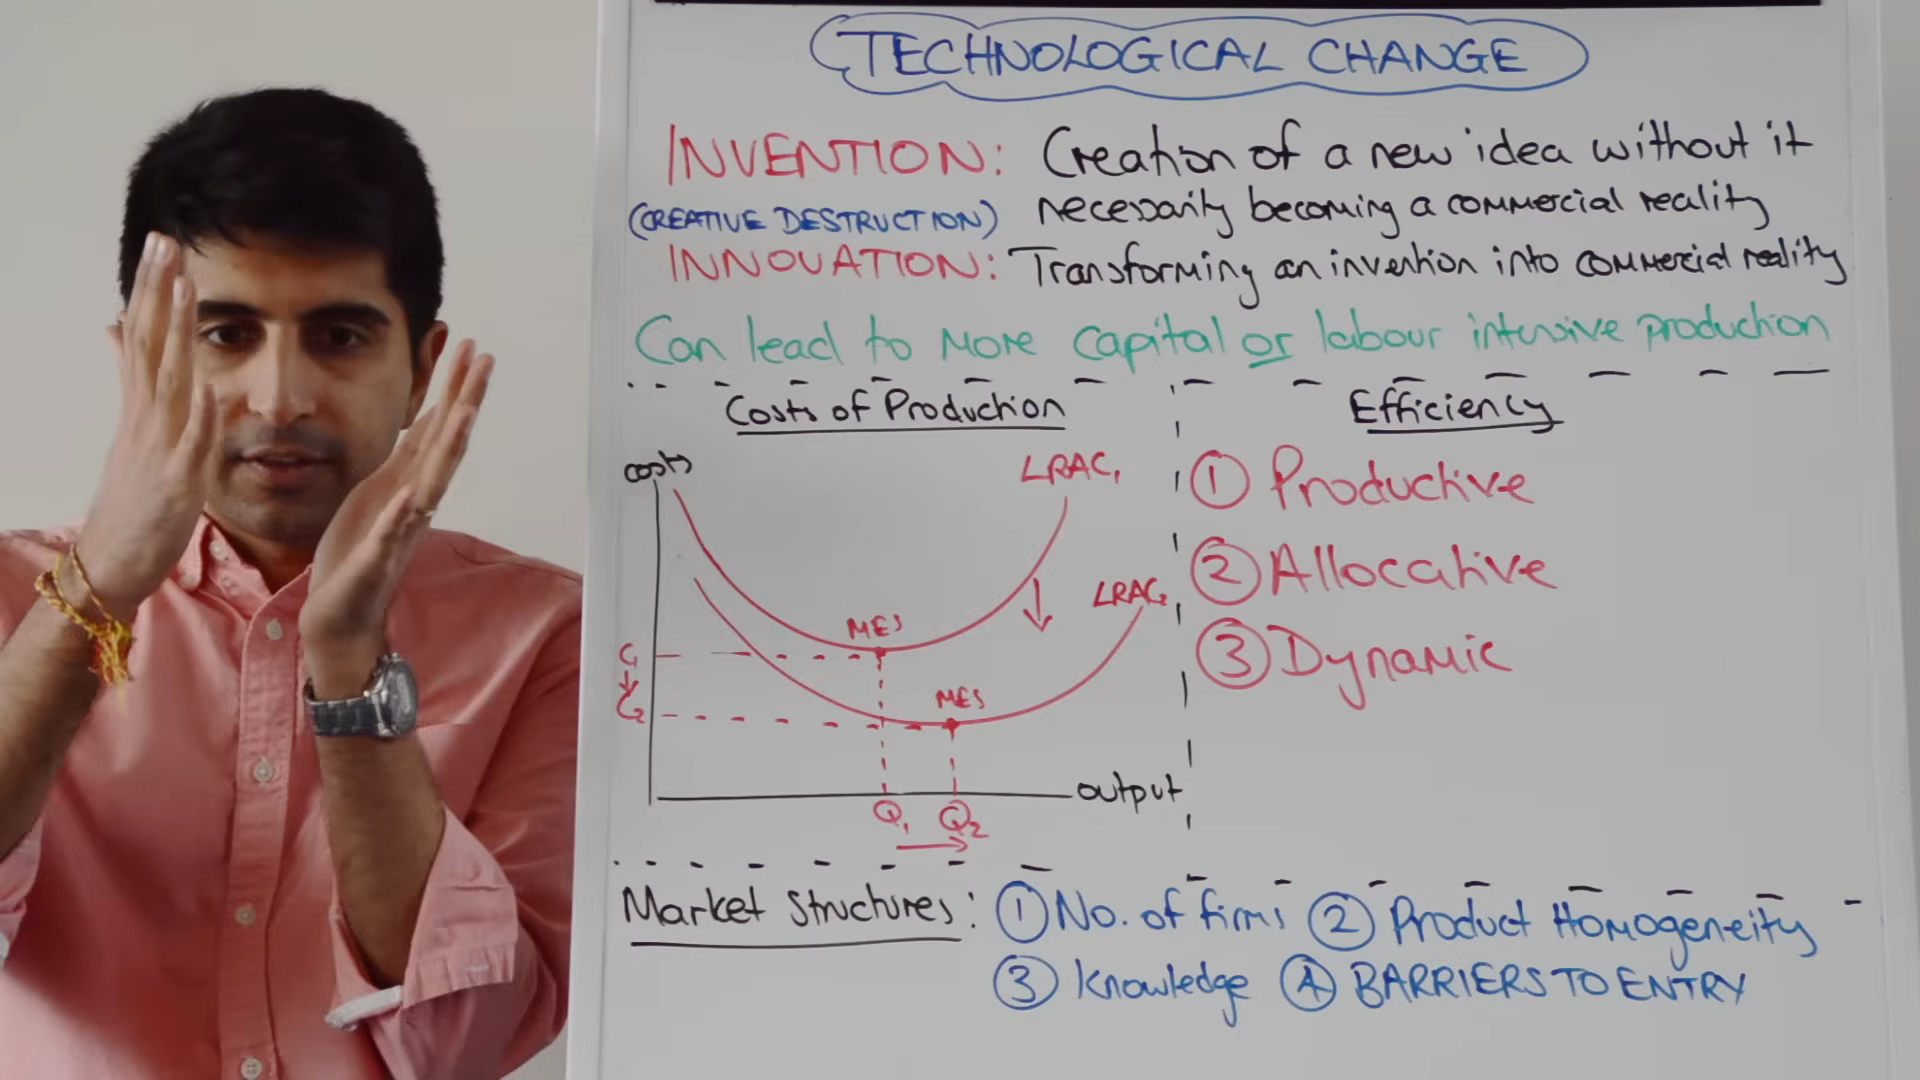 TECHNOLOGICAL CHANGE
INVENTION: Creation of a new idea without it
(CREATIVE DESTRUCTION) necessarily becoming a commercial reality
INNOVATION: Transforming an invention into commercial reality
Can lead to more capital or labour intensive production
Costs of Production
Efficiency
costs
LRAC1
① Productive
② Allocative
LRAC2
MES
③ Dynamic
C1
MES
C2
output
Q1 Q2
Market Structures: ① No. of firms ② Product Homogeneity
③ Knowledge ④ BARRIERS TO ENTRY